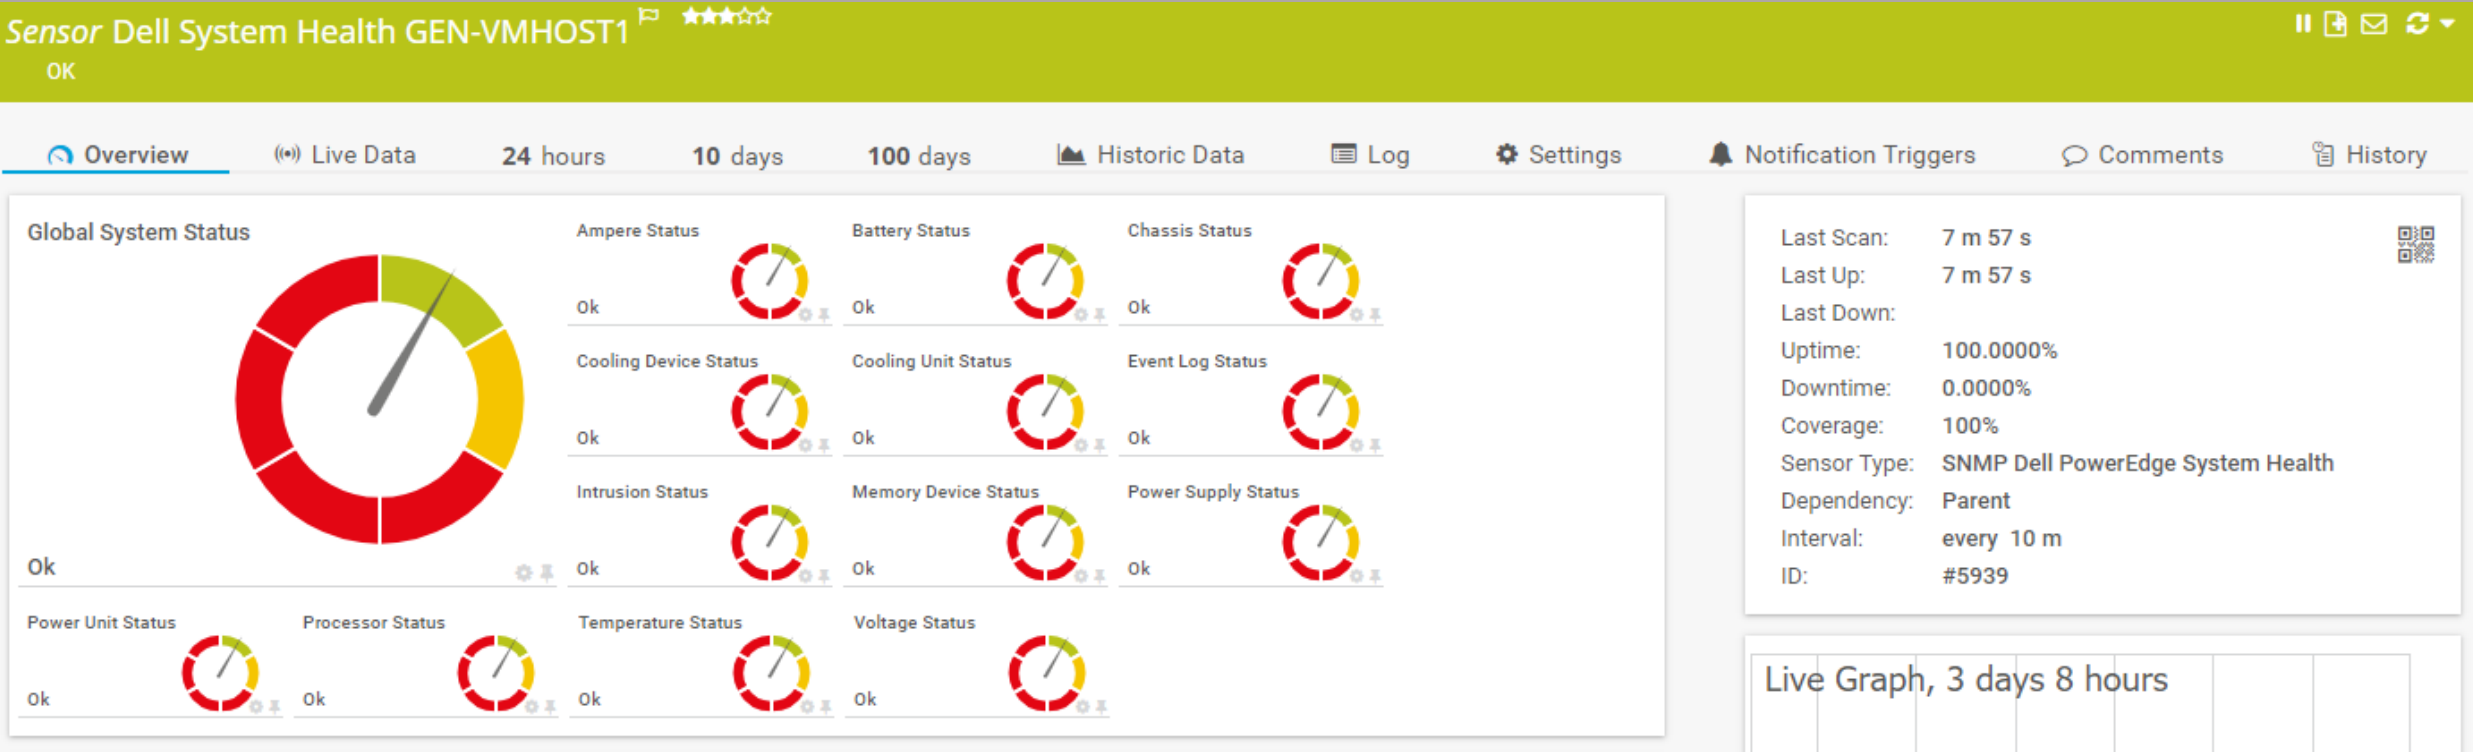 Sensor Dell System Health GEN-VMHOST1
OK
Overview
Live Data
24 hours
10 days
100 days
Historic Data
Log
Settings
Notification Triggers
Comments
History
Global System Status
Ok
Ampere Status
Ok
Battery Status
Ok
Chassis Status
Ok
Cooling Device Status
Ok
Cooling Unit Status
Ok
Event Log Status
Ok
Intrusion Status
Ok
Memory Device Status
Ok
Power Supply Status
Ok
Power Unit Status
Ok
Processor Status
Ok
Temperature Status
Ok
Voltage Status
Ok
Last Scan: 7 m 57 s
Last Up: 7 m 57 s
Last Down:
Uptime: 100.0000%
Downtime: 0.0000%
Coverage: 100%
Sensor Type: SNMP Dell PowerEdge System Health
Dependency: Parent
Interval: every 10 m
ID: #5939
Live Graph, 3 days 8 hours